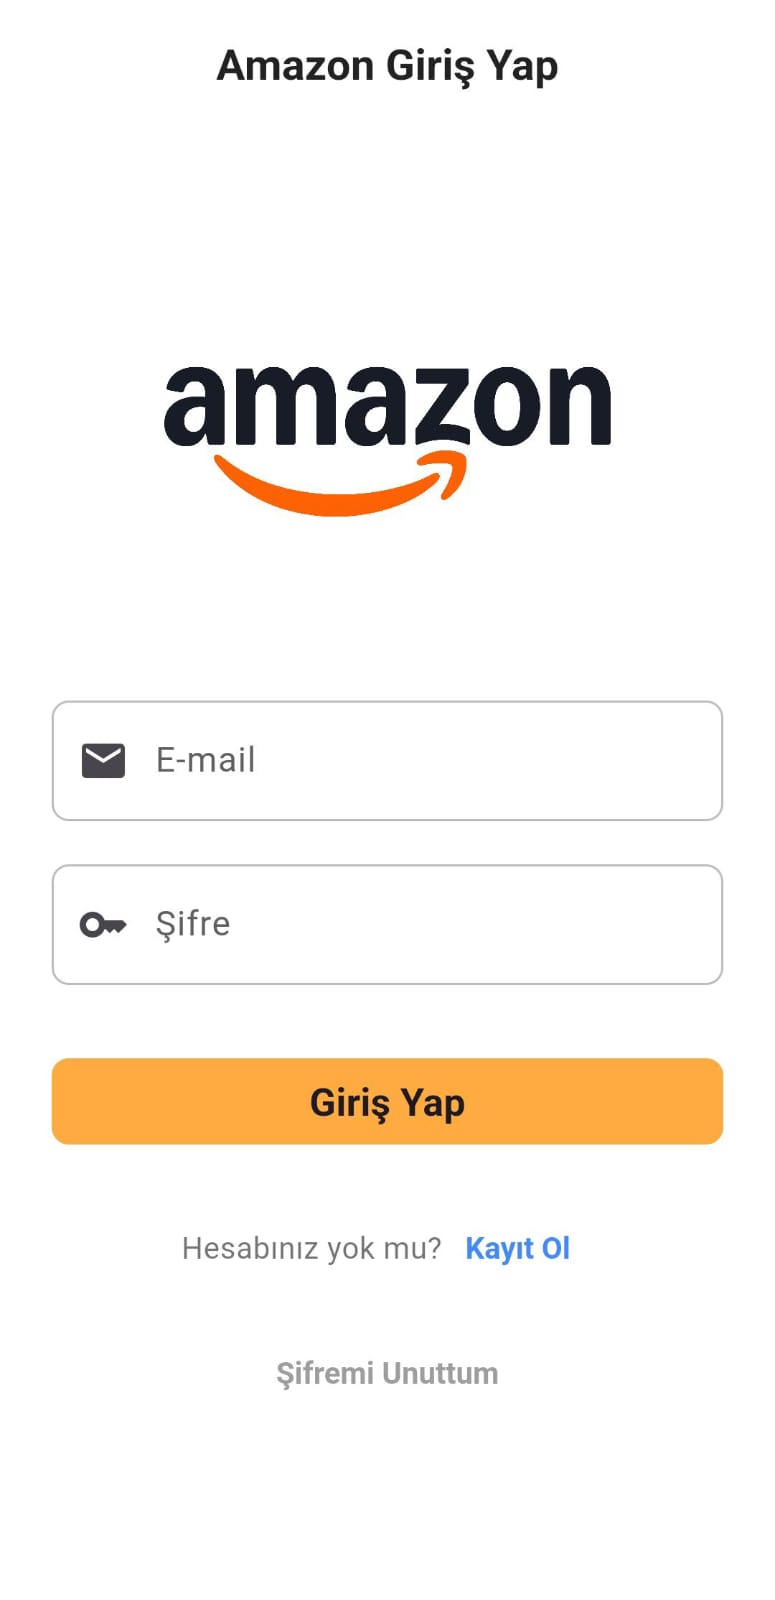 Amazon Giriş Yap
amazon
E-mail
Şifre
Giriş Yap
Hesabınız yok mu? Kayıt Ol
Şifremi Unuttum